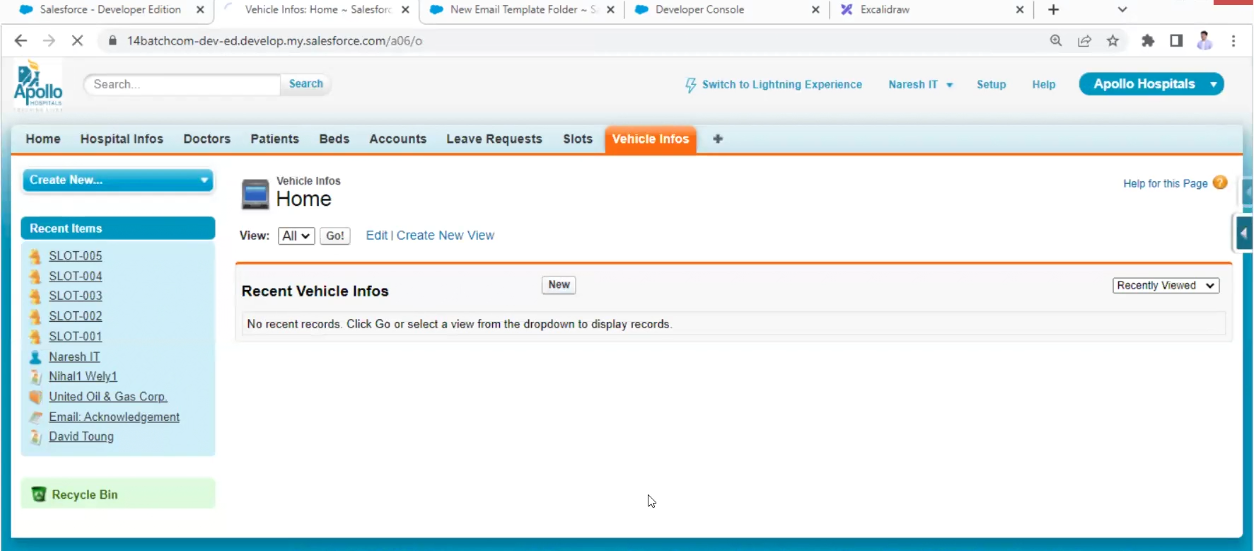 Salesforce - Developer Edition
Vehicle Infos: Home ~ Salesforc
New Email Template Folder ~ S
Developer Console
Excalidraw
14batchcom-dev-ed.develop.my.salesforce.com/a06/o
Apollo
HOSPITALS
Search...
Search
Switch to Lightning Experience
Naresh IT
Setup
Help
Apollo Hospitals
Home Hospital Infos Doctors Patients Beds Accounts Leave Requests Slots Vehicle Infos
Create New...
Vehicle Infos
Home
Help for this Page
View: All Go! Edit | Create New View
Recent Items
SLOT-005
SLOT-004
SLOT-003
SLOT-002
SLOT-001
Naresh IT
Nihal1 Wely1
United Oil & Gas Corp.
Email: Acknowledgement
David Toung
Recent Vehicle Infos
New
Recently Viewed
No recent records. Click Go or select a view from the dropdown to display records.
Recycle Bin